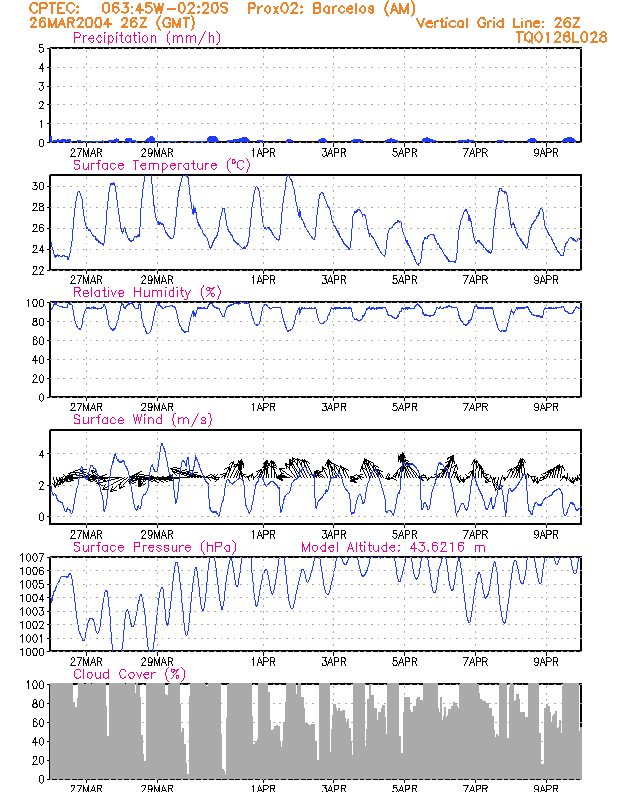 CPTEC: 063:45W-02:20S Prox02: Barcelos (AM)
26MAR2004 26Z (GMT) Vertical Grid Line: 26Z
Precipitation (mm/h) TQ0126L028
5
4
3
2
1
0
27MAR 29MAR 1APR 3APR 5APR 7APR 9APR
Surface Temperature (°C)
30
28
26
24
22
27MAR 29MAR 1APR 3APR 5APR 7APR 9APR
Relative Humidity (%)
100
80
60
40
20
0
27MAR 29MAR 1APR 3APR 5APR 7APR 9APR
Surface Wind (m/s)
4
2
0
27MAR 29MAR 1APR 3APR 5APR 7APR 9APR
Surface Pressure (hPa) Model Altitude: 43.6216 m
1007
1006
1005
1004
1003
1002
1001
1000
27MAR 29MAR 1APR 3APR 5APR 7APR 9APR
Cloud Cover (%)
100
80
60
40
20
0
27MAR 29MAR 1APR 3APR 5APR 7APR 9APR